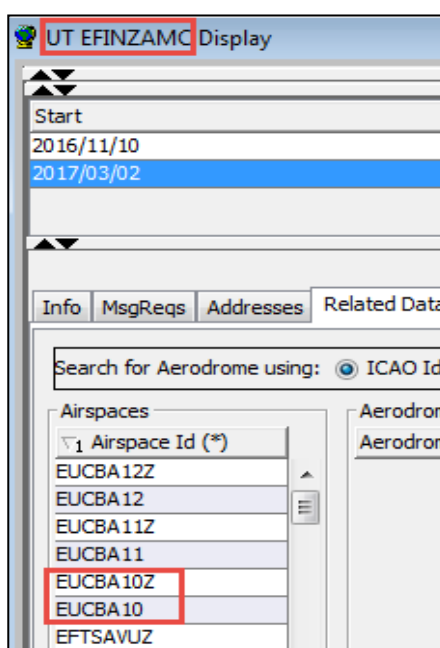 UT EFINZAMC Display
Start
2016/11/10
2017/03/02
Info MsgReqs Addresses Related Data
Search for Aerodrome using: ICAO Id
Airspaces
1 Airspace Id (*)
EUCBA12Z
EUCBA12
EUCBA11Z
EUCBA11
EUCBA10Z
EUCBA10
EFTSAVUZ
Aerodrom
Aerodrom